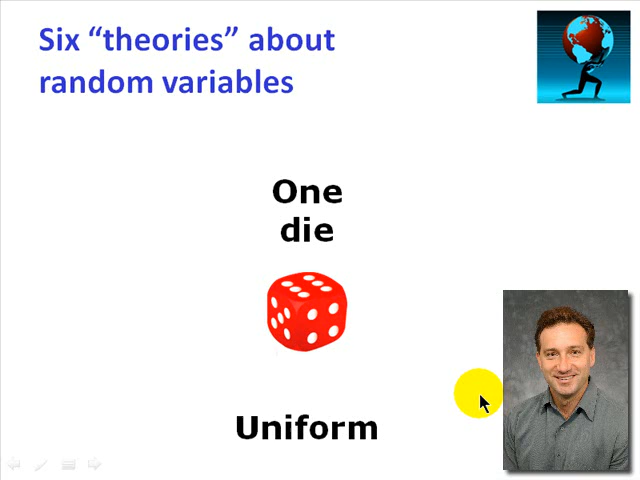 Six “theories” about
random variables
One
die
Uniform